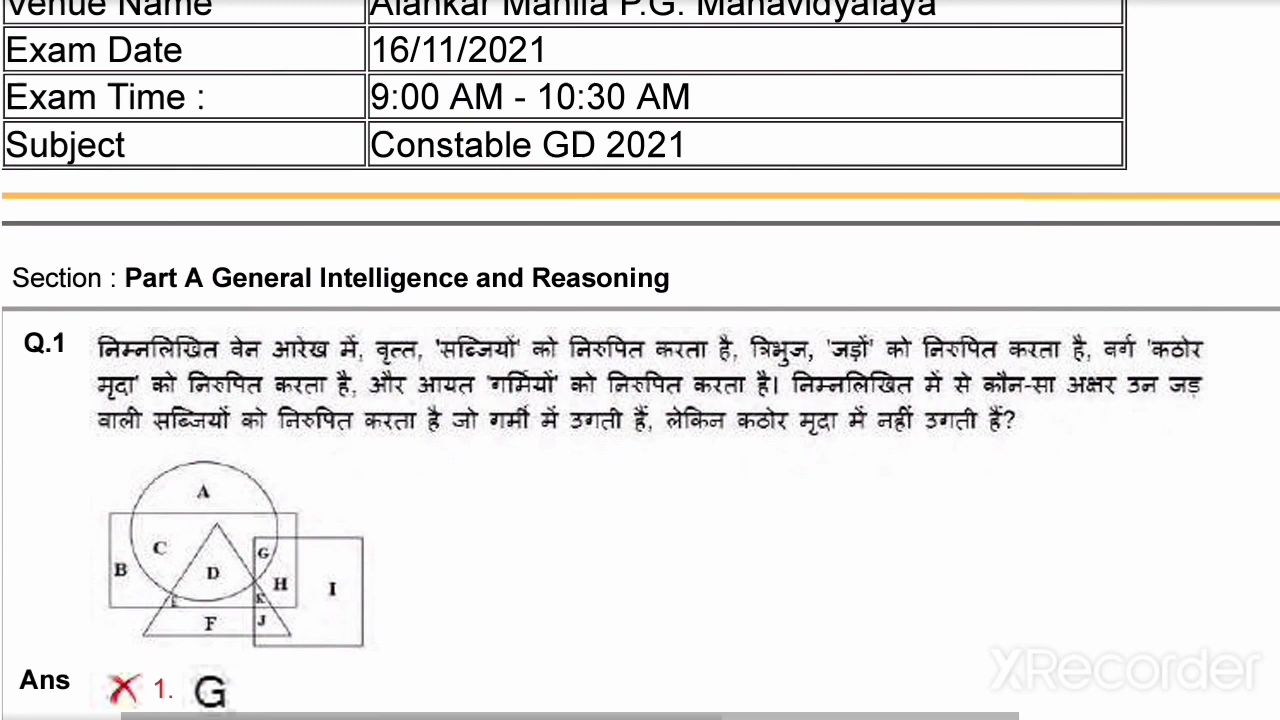 Venue Name Alankar Mahila P.G. Mahavidyalaya
Exam Date 16/11/2021
Exam Time : 9:00 AM - 10:30 AM
Subject Constable GD 2021
Section : Part A General Intelligence and Reasoning
Q.1 निम्नलिखित वेन आरेख में, वृत्त, 'सब्जियों' को निरुपित करता है, त्रिभुज, 'जड़ों' को निरुपित करता है, वर्ग 'कठोर
मृदा' को निरुपित करता है, और आयत 'गर्मियों' को निरुपित करता है। निम्नलिखित में से कौन-सा अक्षर उन जड़
वाली सब्जियों को निरुपित करता है जो गर्मी में उगती हैं, लेकिन कठोर मृदा में नहीं उगती हैं?
A
C G
B D H I
E K
F J
Ans X 1. G
XRecorder